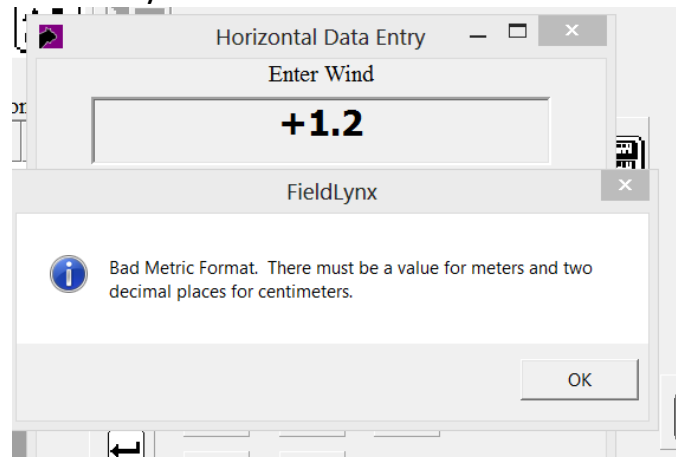 Horizontal Data Entry
Enter Wind
+1.2
FieldLynx
Bad Metric Format. There must be a value for meters and two
decimal places for centimeters.
OK